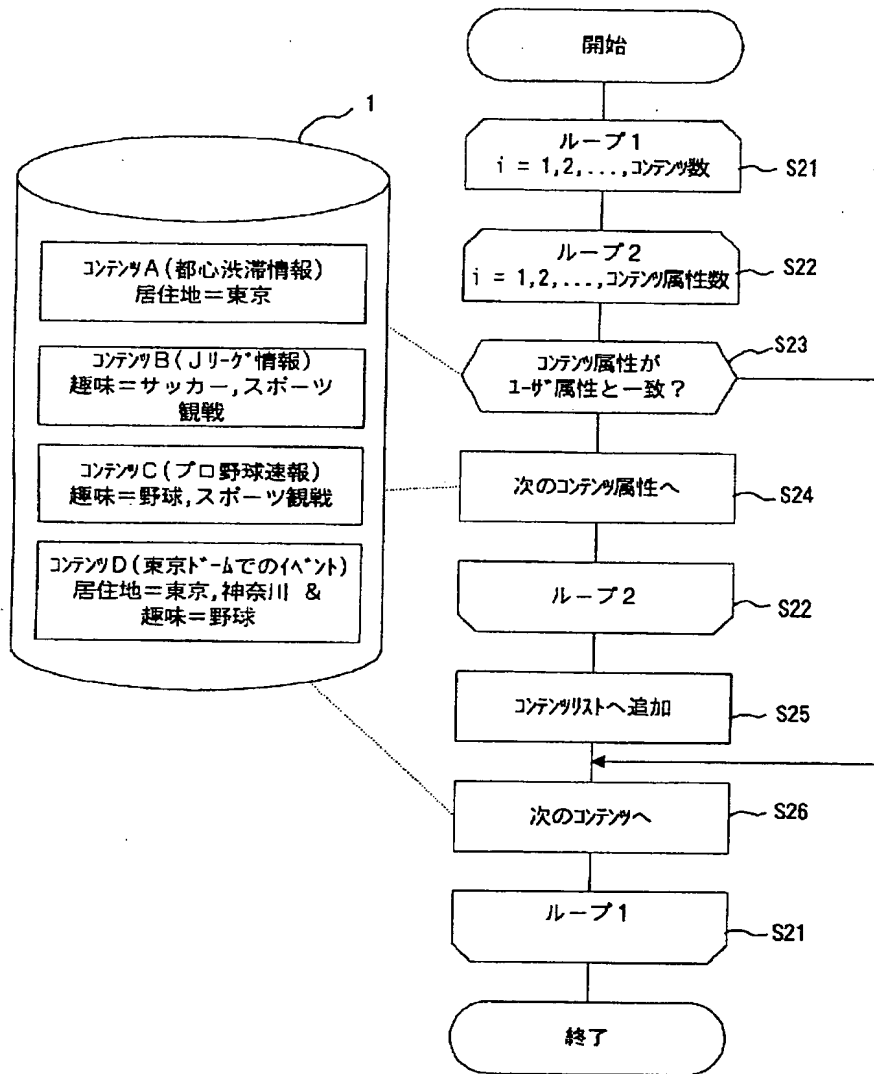 開始
ループ1
i = 1,2,...,コンテンツ数
S21
ループ2
i = 1,2,...,コンテンツ属性数
S22
コンテンツ属性が
ユーザ属性と一致?
S23
次のコンテンツ属性へ
S24
ループ2
S22
コンテンツリストへ追加
S25
次のコンテンツへ
S26
ループ1
S21
終了
1
コンテンツA(都心渋滞情報)
居住地=東京
コンテンツB(Jリーグ情報)
趣味=サッカー,スポーツ
観戦
コンテンツC(プロ野球速報)
趣味=野球,スポーツ観戦
コンテンツD(東京ドームでのイベント)
居住地=東京,神奈川 &
趣味=野球